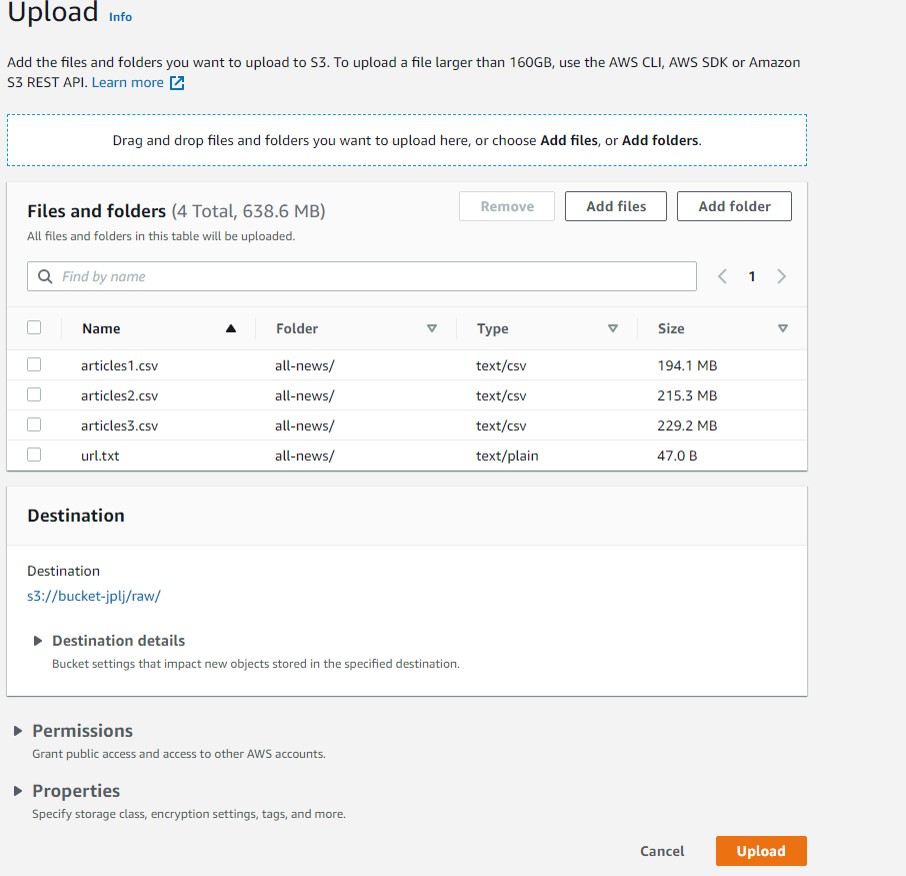 Upload Info
Add the files and folders you want to upload to S3. To upload a file larger than 160GB, use the AWS CLI, AWS SDK or Amazon
S3 REST API. Learn more
Drag and drop files and folders you want to upload here, or choose Add files, or Add folders.
Files and folders (4 Total, 638.6 MB) Remove Add files Add folder
All files and folders in this table will be uploaded.
Find by name 1
Name Folder Type Size
articles1.csv all-news/ text/csv 194.1 MB
articles2.csv all-news/ text/csv 215.3 MB
articles3.csv all-news/ text/csv 229.2 MB
url.txt all-news/ text/plain 47.0 B
Destination
Destination
s3://bucket-jplj/raw/
Destination details
Bucket settings that impact new objects stored in the specified destination.
Permissions
Grant public access and access to other AWS accounts.
Properties
Specify storage class, encryption settings, tags, and more.
Cancel Upload